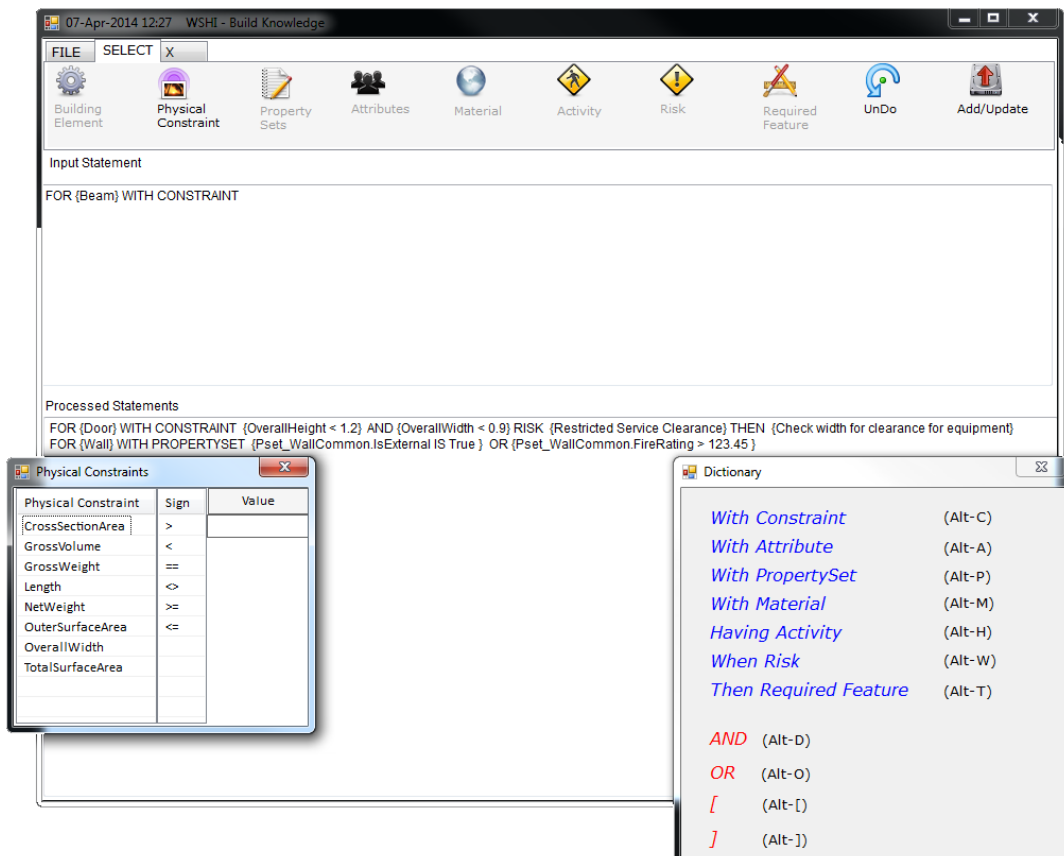 07-Apr-2014 12:27 WSHI - Build Knowledge
FILE SELECT X
Building Element
Physical Constraint
Property Sets
Attributes
Material
Activity
Risk
Required Feature
UnDo
Add/Update
Input Statement
FOR {Beam} WITH CONSTRAINT
Processed Statements
FOR {Door} WITH CONSTRAINT {OverallHeight < 1.2} AND {OverallWidth < 0.9} RISK {Restricted Service Clearance} THEN {Check width for clearance for equipment}
FOR {Wall} WITH PROPERTYSET {Pset_WallCommon.IsExternal IS True } OR {Pset_WallCommon.FireRating > 123.45 }
Physical Constraints
Physical Constraint Sign Value
CrossSectionArea >
GrossVolume <
GrossWeight ==
Length <>
NetWeight >=
OuterSurfaceArea <=
OverallWidth
TotalSurfaceArea
Dictionary
With Constraint (Alt-C)
With Attribute (Alt-A)
With PropertySet (Alt-P)
With Material (Alt-M)
Having Activity (Alt-H)
When Risk (Alt-W)
Then Required Feature (Alt-T)
AND (Alt-D)
OR (Alt-O)
[ (Alt-[)
] (Alt-])